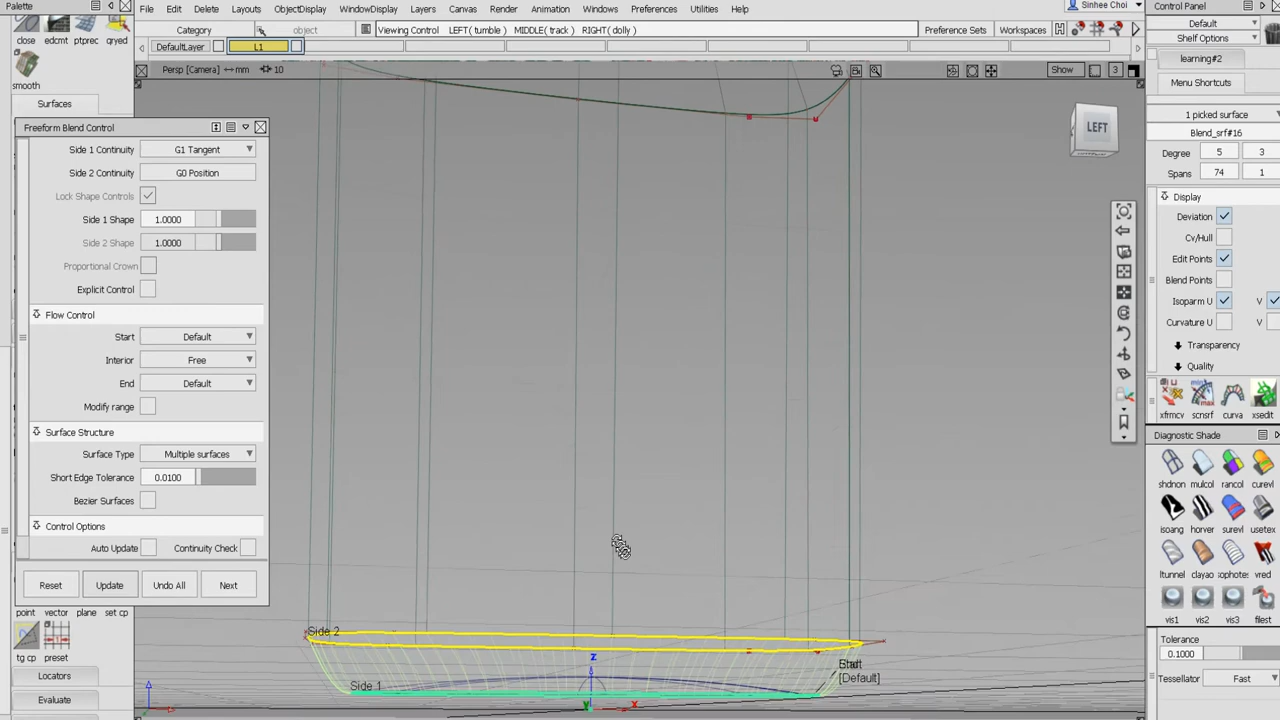 Palette
File
Edit
Delete
Layouts
ObjectDisplay
WindowDisplay
Layers
Canvas
Render
Animation
Windows
Preferences
Utilities
Help
Sinhee Choi
Control Panel
close
edcmt
ptprec
qryed
Category
object
Viewing Control LEFT( tumble ) MIDDLE( track ) RIGHT( dolly )
Preference Sets
Workspaces
Default
Shelf Options
DefaultLayer
L1
smooth
Persp [Camera]
mm
10
Show
3
learning#2
Menu Shortcuts
Surfaces
1 picked surface
Blend_srf#16
Degree
5
3
Spans
74
1
LEFT
Freeform Blend Control
Side 1 Continuity
G1 Tangent
Side 2 Continuity
G0 Position
Lock Shape Controls
Side 1 Shape
1.0000
Side 2 Shape
1.0000
Proportional Crown
Explicit Control
Flow Control
Start
Default
Interior
Free
End
Default
Modify range
Surface Structure
Surface Type
Multiple surfaces
Short Edge Tolerance
0.0100
Bezier Surfaces
Control Options
Auto Update
Continuity Check
Reset
Update
Undo All
Next
Display
Deviation
Cv/Hull
Edit Points
Blend Points
Isoparm U
V
Curvature U
V
Transparency
Quality
xfrmcv
scnsrf
curva
xsedit
Diagnostic Shade
shdnon
mulcol
rancol
curevl
isoang
horver
surevl
usetex
ltunnel
clayao
sophotes
vred
vis1
vis2
vis3
filest
Tolerance
0.1000
Tessellator
Fast
point
vector
plane
set cp
tg cp
preset
Locators
Evaluate
Side 2
Side 1
Start
[Default]
z
x